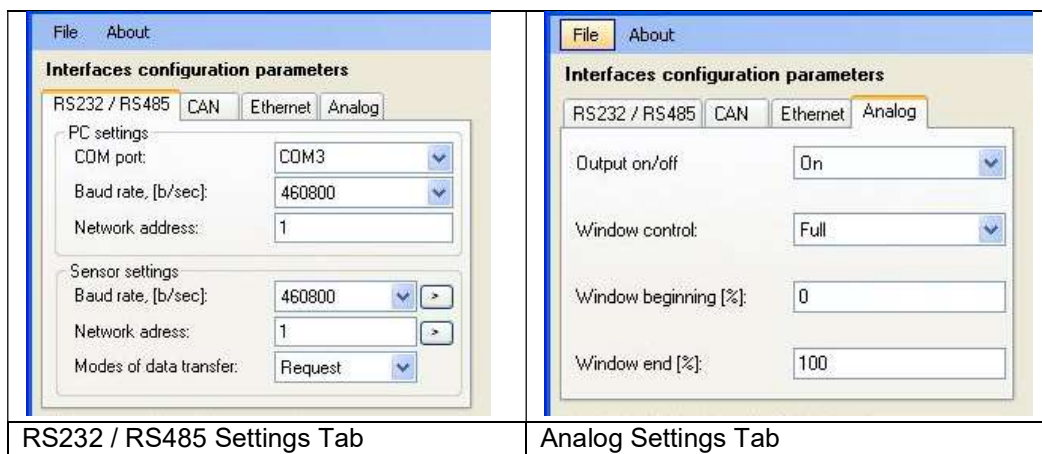 File About
Interfaces configuration parameters
RS232 / RS485 CAN Ethernet Analog
PC settings
COM port: COM3
Baud rate, [b/sec]: 460800
Network address: 1
Sensor settings
Baud rate, [b/sec]: 460800 >
Network adress: 1 >
Modes of data transfer: Request
RS232 / RS485 Settings Tab
File About
Interfaces configuration parameters
RS232 / RS485 CAN Ethernet Analog
Output on/off On
Window control: Full
Window beginning [%]: 0
Window end [%]: 100
Analog Settings Tab